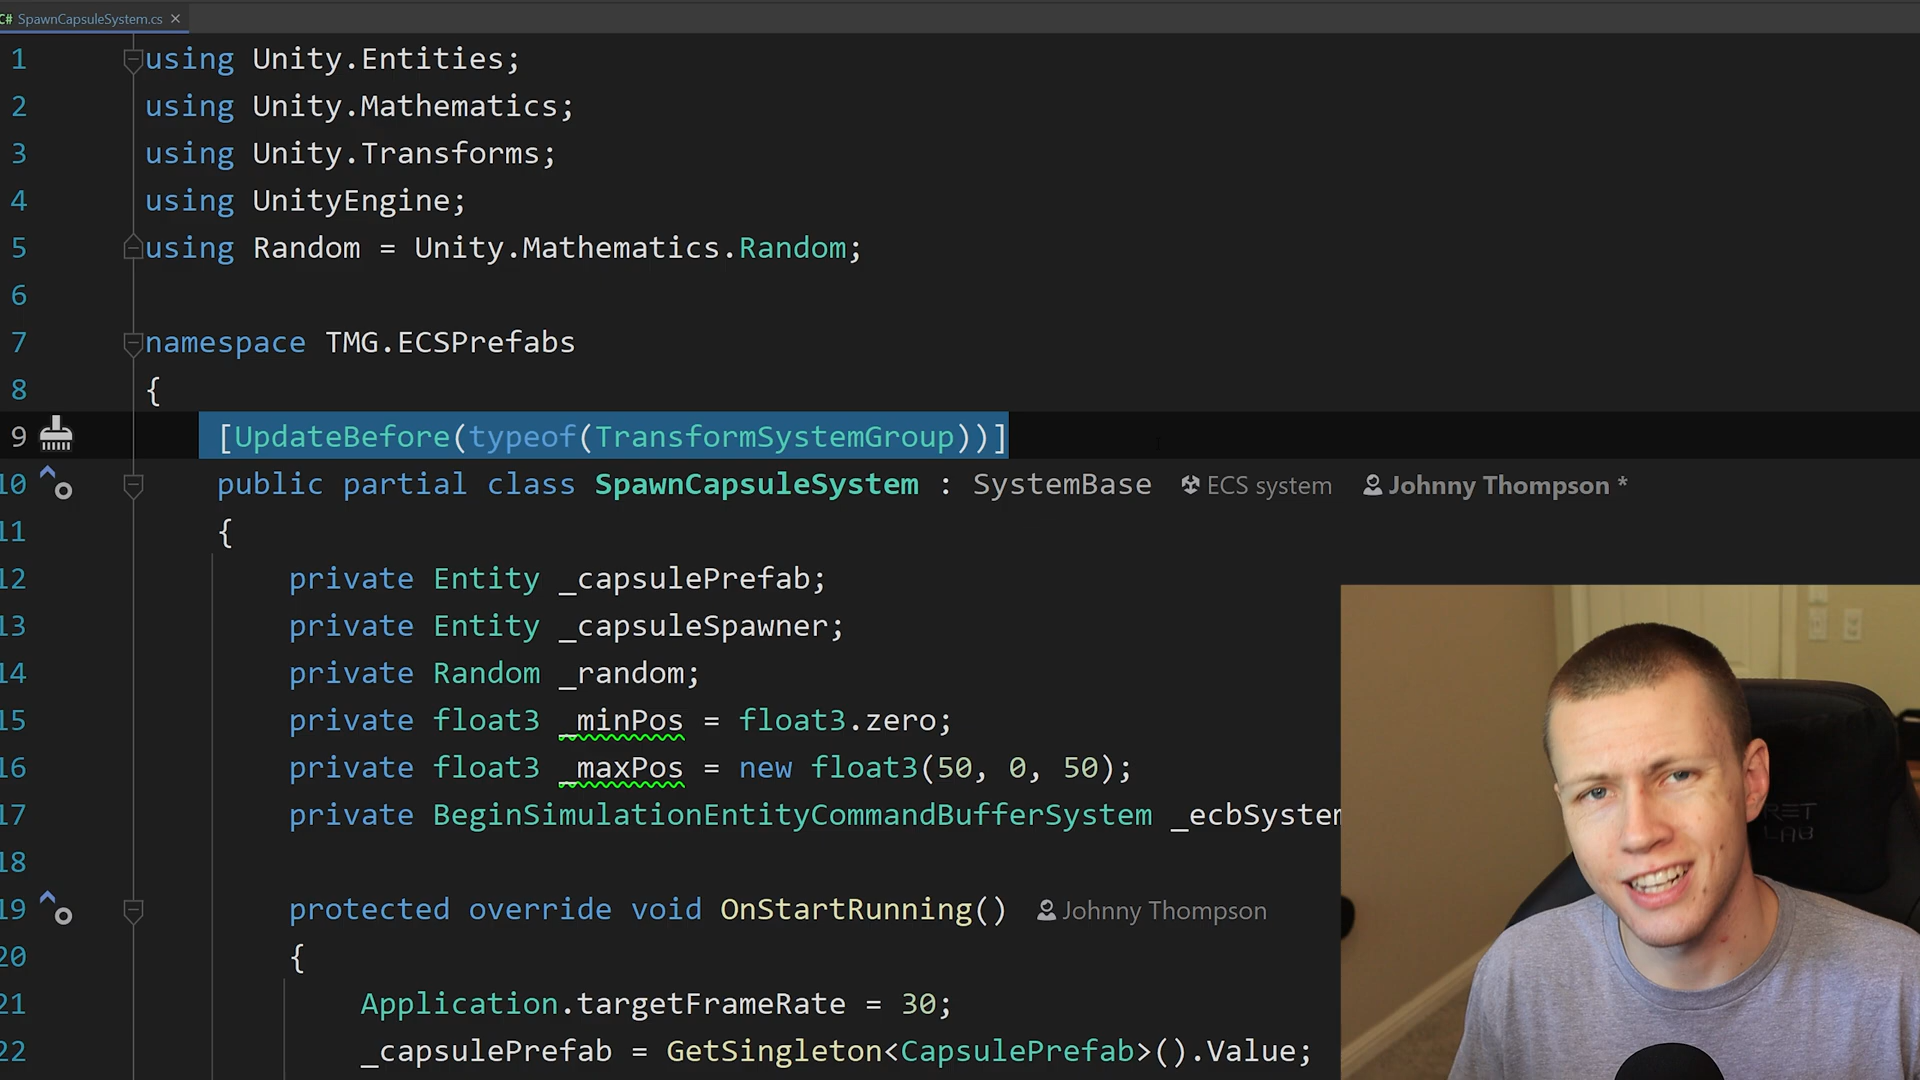 C# SpawnCapsuleSystem.cs ×
1 using Unity.Entities;
2 using Unity.Mathematics;
3 using Unity.Transforms;
4 using UnityEngine;
5 using Random = Unity.Mathematics.Random;
6
7 namespace TMG.ECSPrefabs
8 {
9 [UpdateBefore(typeof(TransformSystemGroup))]
10 public partial class SpawnCapsuleSystem : SystemBase ECS system Johnny Thompson *
11 {
12 private Entity _capsulePrefab;
13 private Entity _capsuleSpawner;
14 private Random _random;
15 private float3 _minPos = float3.zero;
16 private float3 _maxPos = new float3(50, 0, 50);
17 private BeginSimulationEntityCommandBufferSystem _ecbSystem
18
19 protected override void OnStartRunning() Johnny Thompson
20 {
21 Application.targetFrameRate = 30;
22 _capsulePrefab = GetSingleton<CapsulePrefab>().Value;
RET
LAB